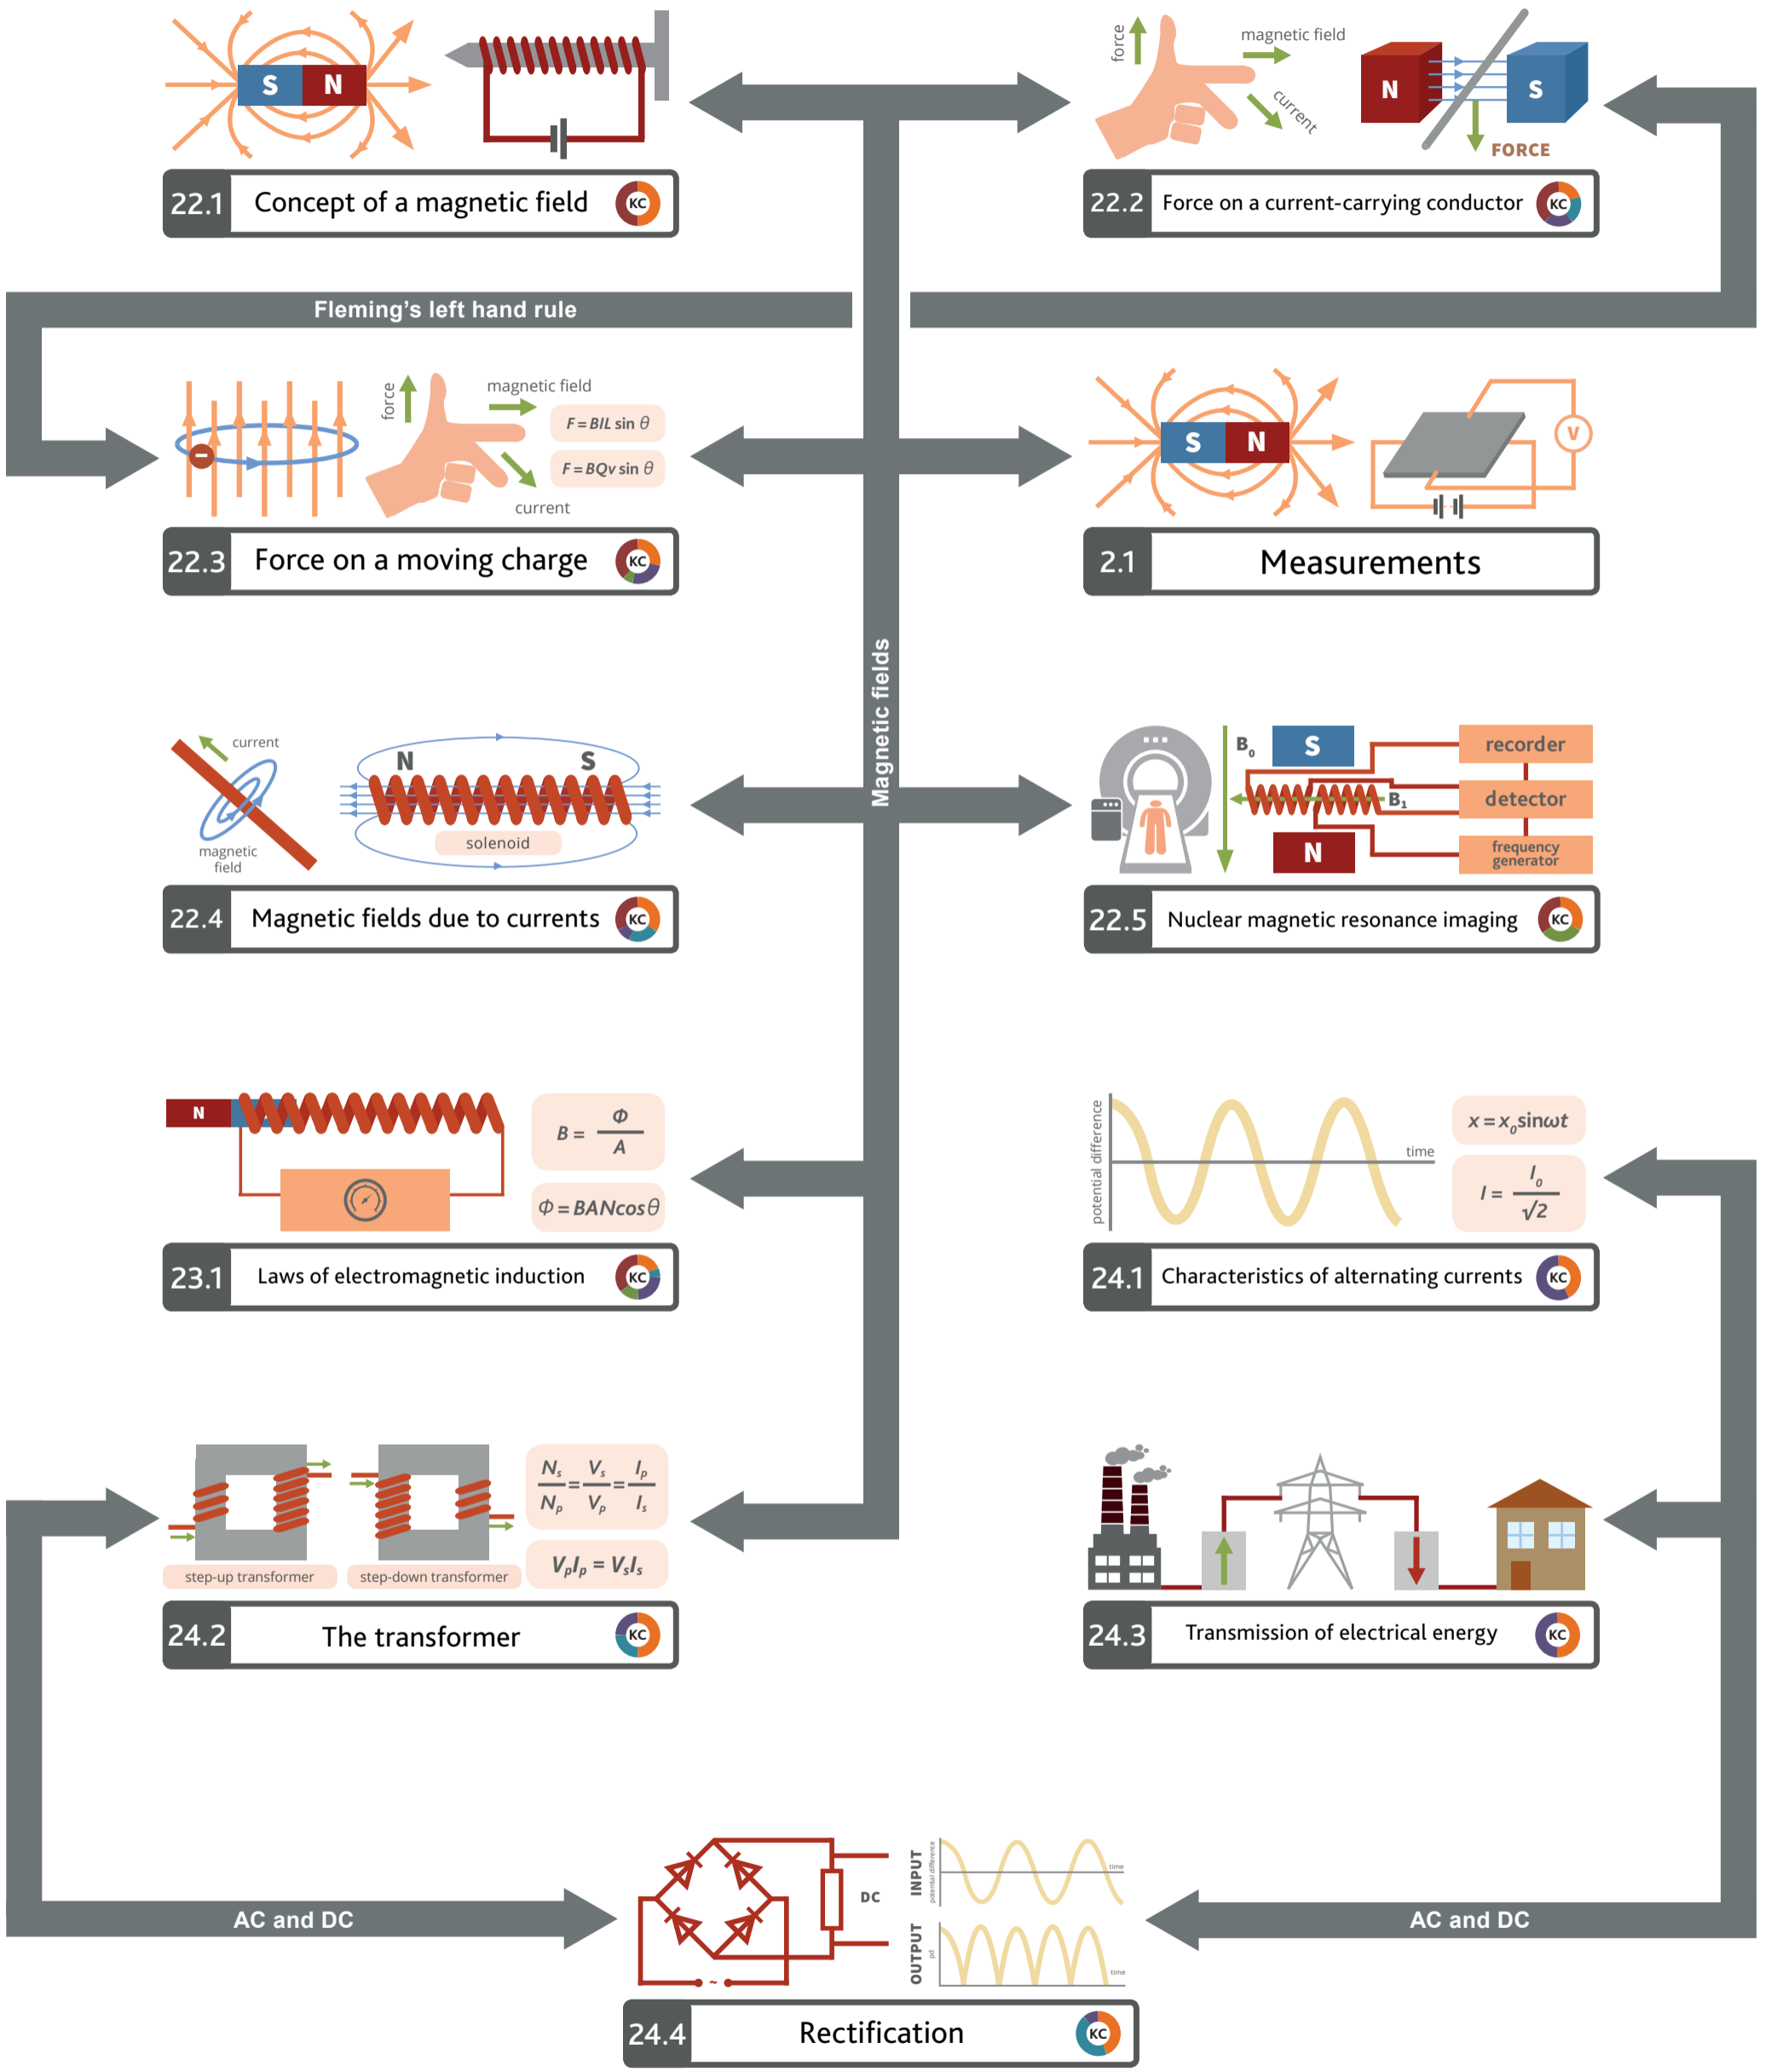 S N
force
magnetic field
current
N S
FORCE
22.1 Concept of a magnetic field KC
22.2 Force on a current-carrying conductor KC
Fleming's left hand rule
force
magnetic field
current
F = BIL sin θ
F = BQv sin θ
S N
V
22.3 Force on a moving charge KC
2.1 Measurements
Magnetic fields
current
magnetic
field
N S
solenoid
B₀
S
N
B₁
recorder
detector
frequency
generator
22.4 Magnetic fields due to currents KC
22.5 Nuclear magnetic resonance imaging KC
N
B = Φ / A
Φ = BANcosθ
potential difference
time
x = x₀sinωt
I = I₀ / √2
23.1 Laws of electromagnetic induction KC
24.1 Characteristics of alternating currents KC
step-up transformer
step-down transformer
Ns/Np = Vs/Vp = Ip/Is
VpIp = VsIs
24.2 The transformer KC
24.3 Transmission of electrical energy KC
AC and DC
~
DC
INPUT
potential difference
time
OUTPUT
pd
time
AC and DC
24.4 Rectification KC